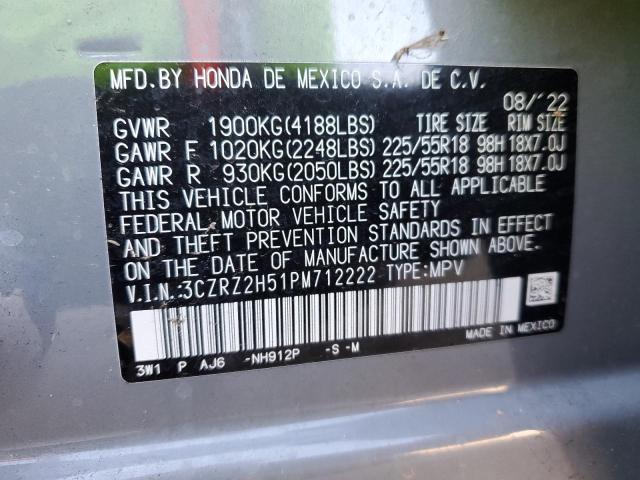 MFD.BY HONDA DE MEXICO S.A. DE C.V.
08/'22
GVWR 1900KG(4188LBS) TIRE SIZE RIM SIZE
GAWR F 1020KG(2248LBS) 225/55R18 98H 18X7.0J
GAWR R 930KG(2050LBS) 225/55R18 98H 18X7.0J
THIS VEHICLE CONFORMS TO ALL APPLICABLE
FEDERAL MOTOR VEHICLE SAFETY
AND THEFT PREVENTION STANDARDS IN EFFECT
ON THE DATE OF MANUFACTURE SHOWN ABOVE.
V.I.N.:3CZRZ2H51PM712222 TYPE:MPV
MADE IN MEXICO
3W1 P AJ6 -NH912P -S-M